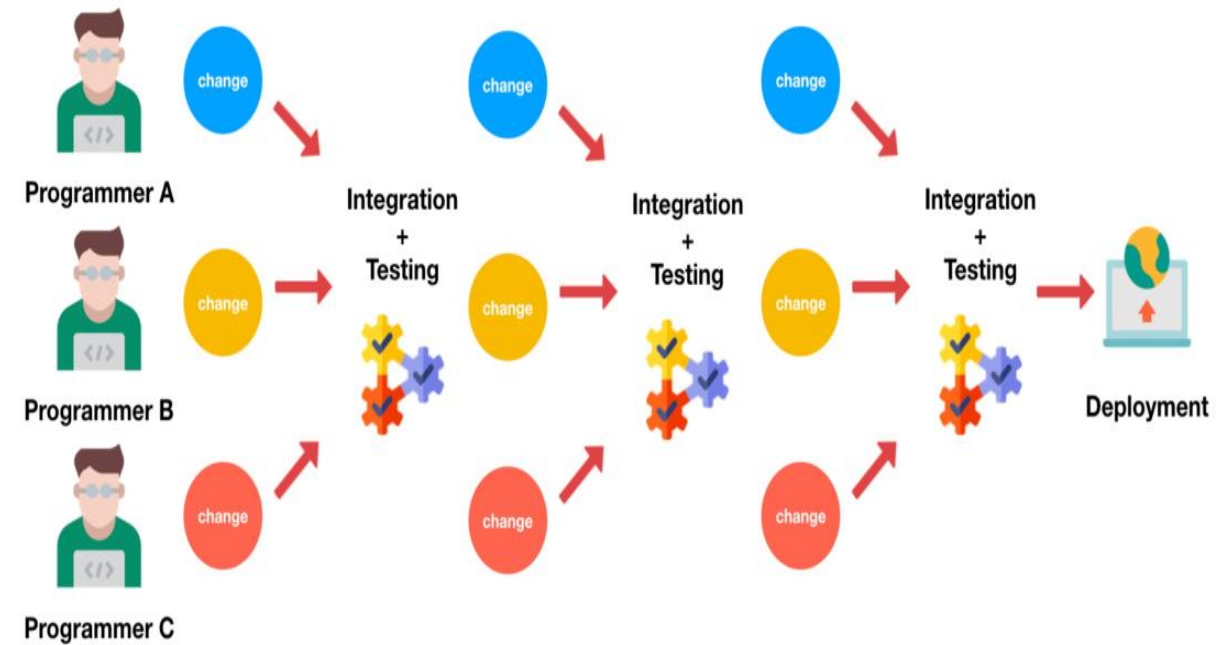 change
change
change
</>
Programmer A
Integration
+
Testing
Integration
+
Testing
Integration
+
Testing
change
change
change
</>
Programmer B
Deployment
change
change
change
</>
Programmer C